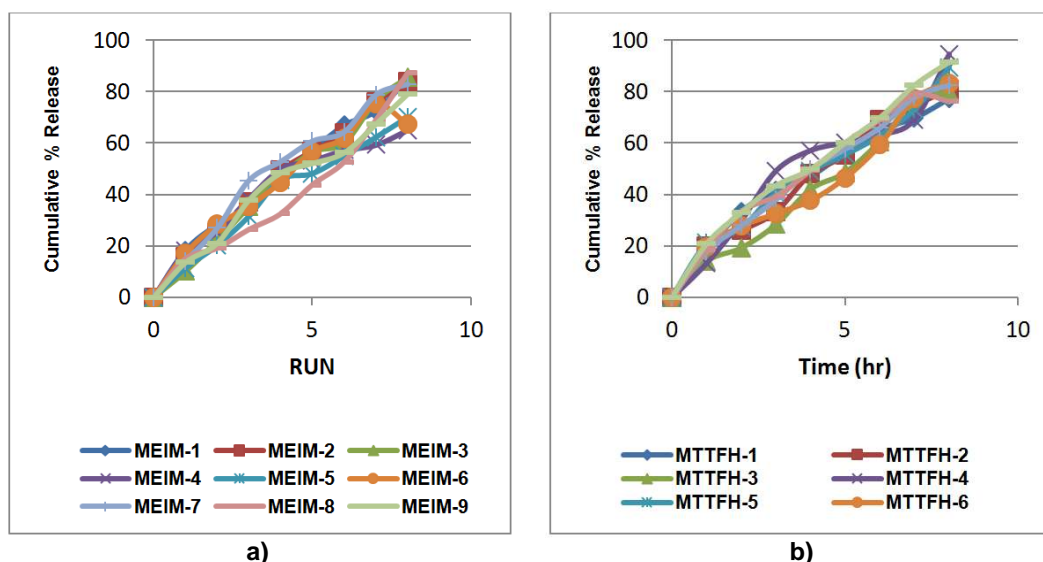 100
80
60
40
20
0
0 5 10
Cumulative % Release
RUN
MEIM-1 MEIM-2 MEIM-3
MEIM-4 MEIM-5 MEIM-6
MEIM-7 MEIM-8 MEIM-9
a)
100
80
60
40
20
0
0 5 10
Cumulative % Release
Time (hr)
MTTFH-1 MTTFH-2
MTTFH-3 MTTFH-4
MTTFH-5 MTTFH-6
b)